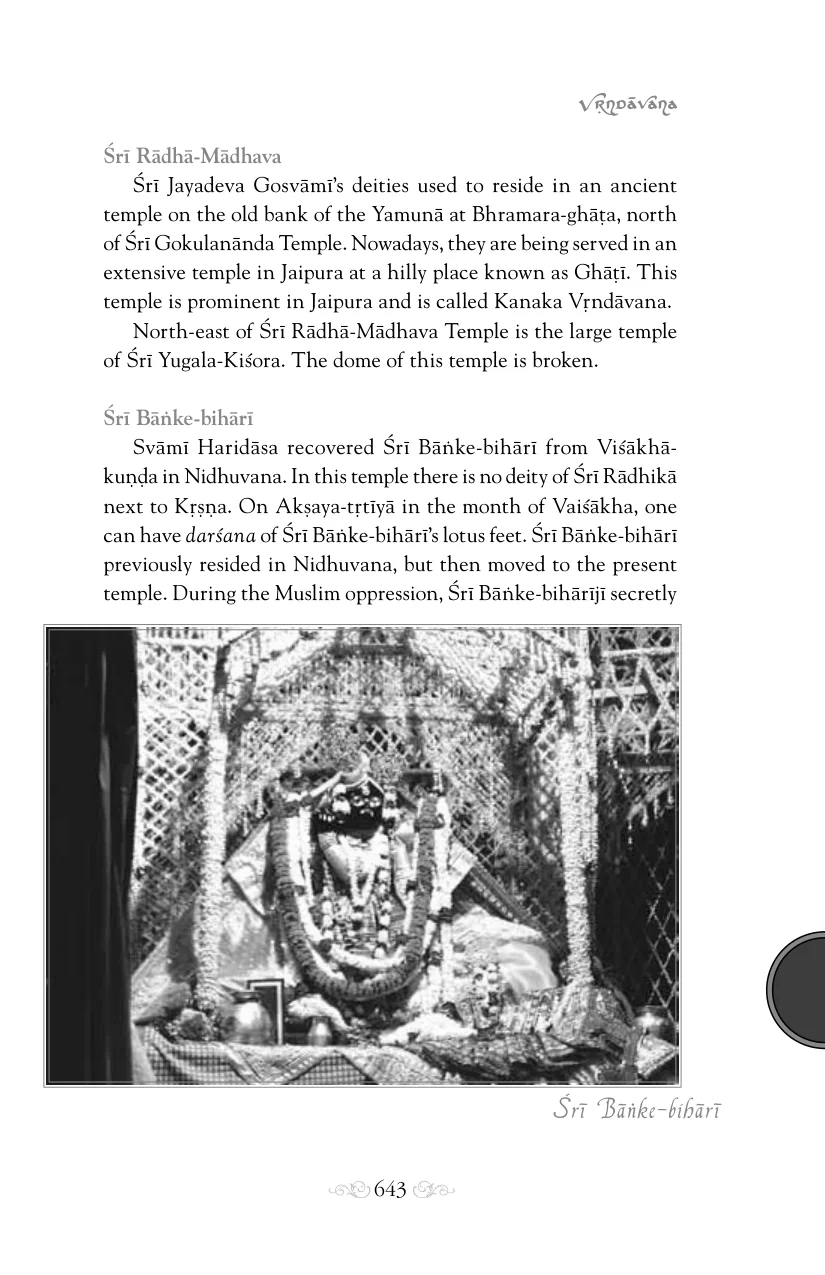 Vṛndāvana
Śrī Rādhā-Mādhava
Śrī Jayadeva Gosvāmī’s deities used to reside in an ancient
temple on the old bank of the Yamunā at Bhramara-ghāṭa, north
of Śrī Gokulānānda Temple. Nowadays, they are being served in an
extensive temple in Jaipura at a hilly place known as Ghāṭī. This
temple is prominent in Jaipura and is called Kanaka Vṛndāvana.
North-east of Śrī Rādhā-Mādhava Temple is the large temple
of Śrī Yugala-Kiśora. The dome of this temple is broken.
Śrī Bāṅke-bihārī
Svāmī Haridāsa recovered Śrī Bāṅke-bihārī from Viśākhā-
kuṇḍa in Nidhuvana. In this temple there is no deity of Śrī Rādhikā
next to Kṛṣṇa. On Akṣaya-tṛtīyā in the month of Vaiśākha, one
can have darśana of Śrī Bāṅke-bihārī’s lotus feet. Śrī Bāṅke-bihārī
previously resided in Nidhuvana, but then moved to the present
temple. During the Muslim oppression, Śrī Bāṅke-bihārījī secretly
Śrī Bāṅke-bihārī
643